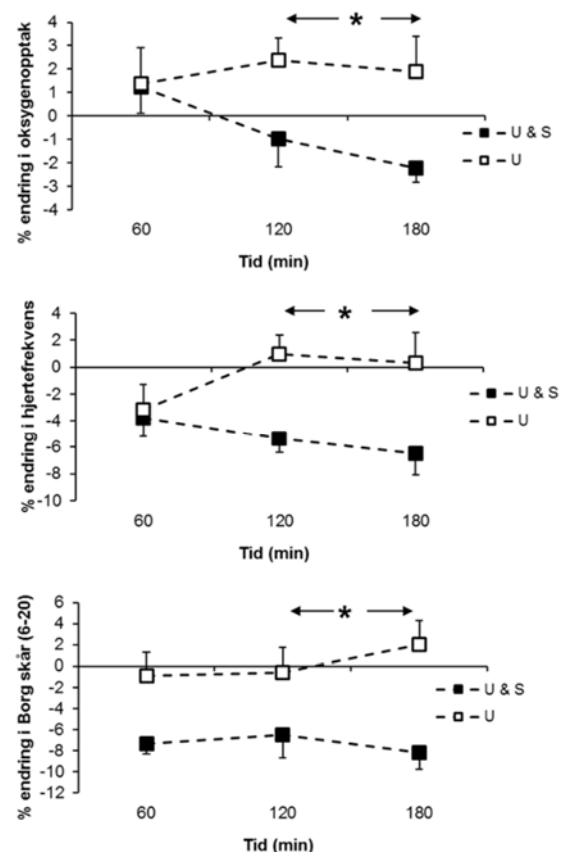 % endring i oksygenopptak
4
3
2
1
0
-1
-2
-3
-4
*
U & S
U
60 120 180
Tid (min)
% endring i hjertefrekvens
4
2
0
-2
-4
-6
-8
-10
*
U & S
U
60 120 180
Tid (min)
% endring i Borg skår (6-20)
6
4
2
0
-2
-4
-6
-8
-10
-12
*
U & S
U
60 120 180
Tid (min)